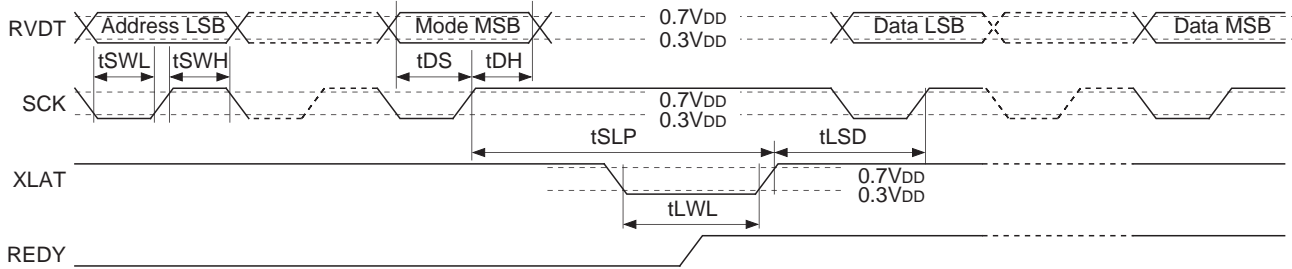 RVDT Address LSB Mode MSB 0.7VDD Data LSB Data MSB
0.3VDD
tSWL tSWH tDS tDH
SCK 0.7VDD
0.3VDD
tSLP tLSD
XLAT 0.7VDD
0.3VDD
tLWL
REDY